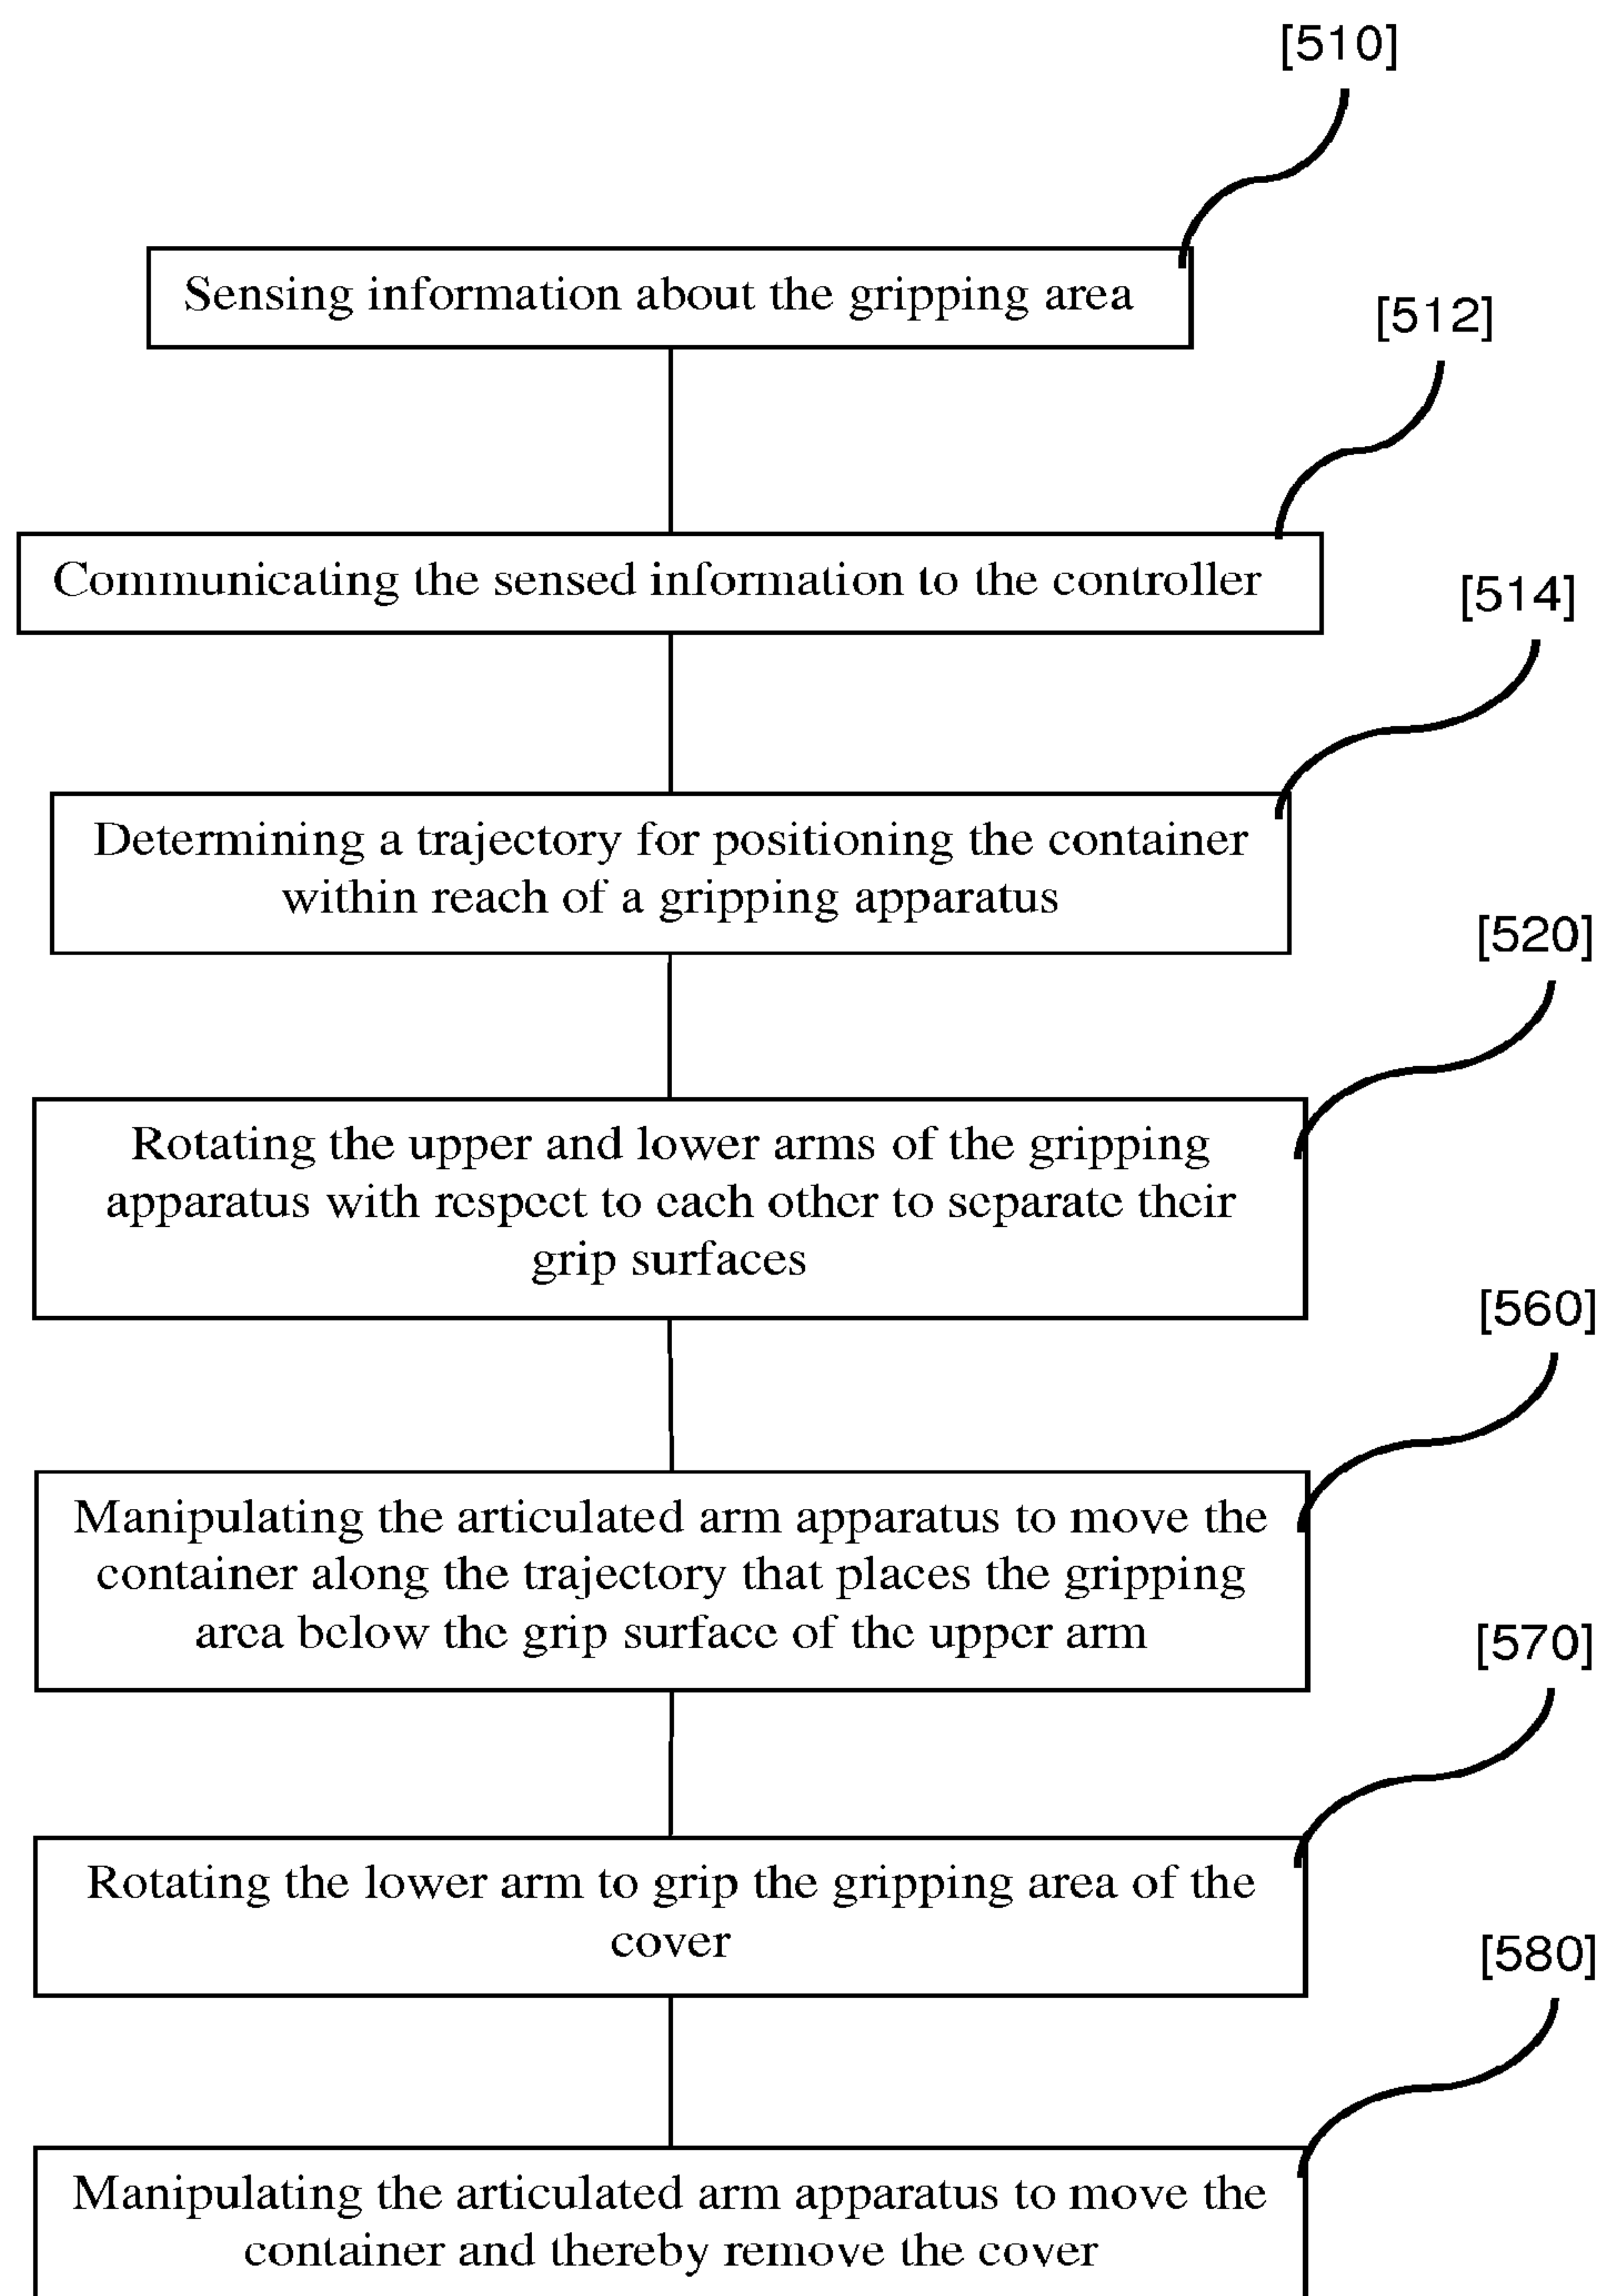 [510]
Sensing information about the gripping area
[512]
Communicating the sensed information to the controller
[514]
Determining a trajectory for positioning the container
within reach of a gripping apparatus
[520]
Rotating the upper and lower arms of the gripping
apparatus with respect to each other to separate their
grip surfaces
[560]
Manipulating the articulated arm apparatus to move the
container along the trajectory that places the gripping
area below the grip surface of the upper arm
[570]
Rotating the lower arm to grip the gripping area of the
cover
[580]
Manipulating the articulated arm apparatus to move the
container and thereby remove the cover